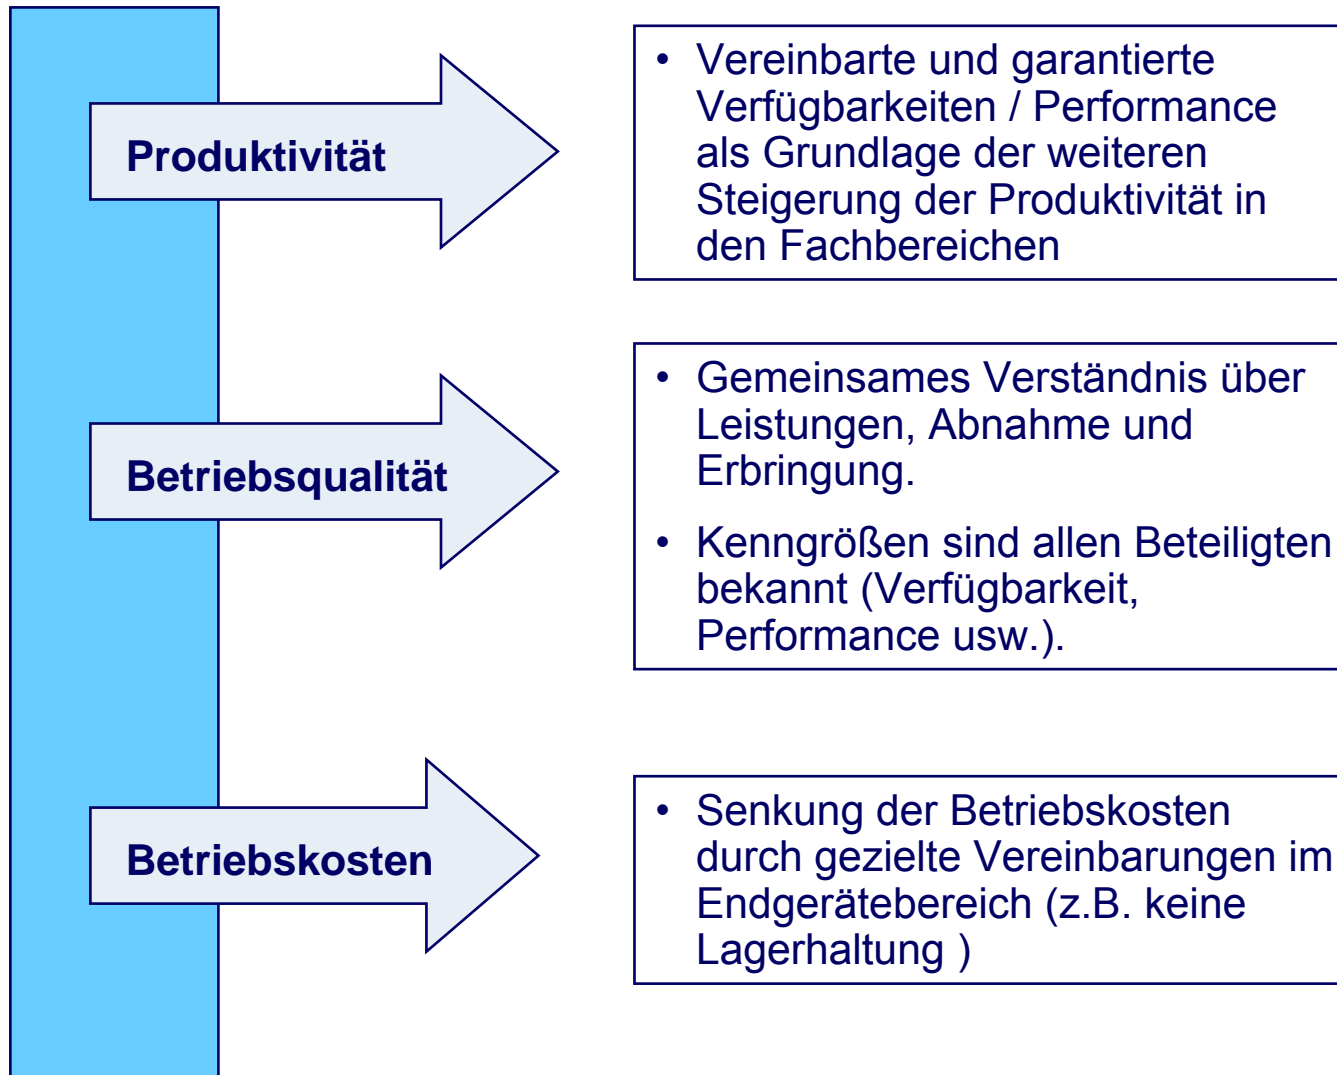 Produktivität
• Vereinbarte und garantierte
Verfügbarkeiten / Performance
als Grundlage der weiteren
Steigerung der Produktivität in
den Fachbereichen
Betriebsqualität
• Gemeinsames Verständnis über
Leistungen, Abnahme und
Erbringung.
• Kenngrößen sind allen Beteiligten
bekannt (Verfügbarkeit,
Performance usw.).
Betriebskosten
• Senkung der Betriebskosten
durch gezielte Vereinbarungen im
Endgerätebereich (z.B. keine
Lagerhaltung )